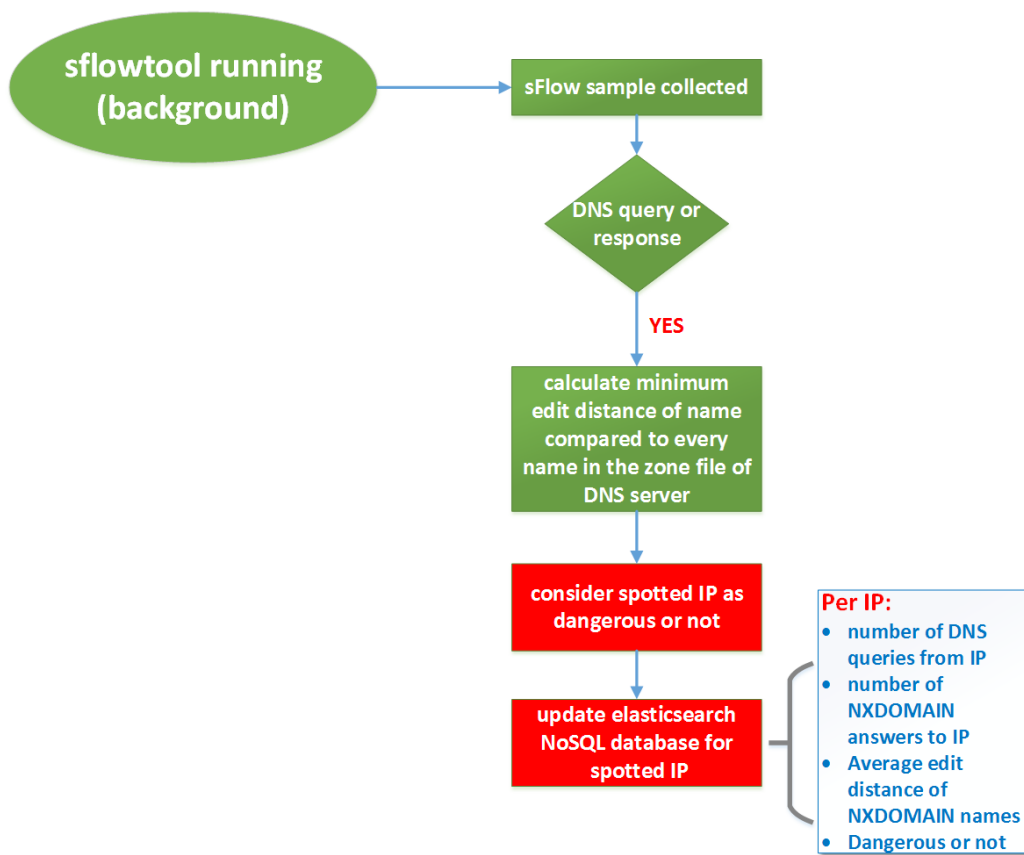 sflowtool running
(background)
sFlow sample collected
DNS query or
response
YES
calculate minimum
edit distance of name
compared to every
name in the zone file of
DNS server
consider spotted IP as
dangerous or not
update elasticsearch
NoSQL database for
spotted IP
Per IP:
• number of DNS
queries from IP
• number of
NXDOMAIN
answers to IP
• Average edit
distance of
NXDOMAIN names
• Dangerous or not